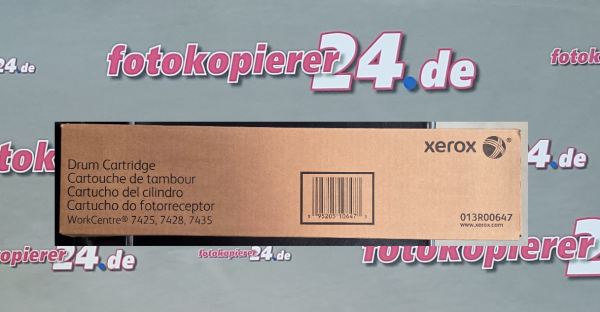 fotokopierer24.de
24.de
fotok
xerox
Drum Cartridge
Cartouche de tambour
Cartucho del cilindro
Cartucho do fotorreceptor
WorkCentre® 7425, 7428, 7435
013R00647
www.xerox.com
.de
tok
kopierer24.de
fotokopierer24.de
fotokopierer2